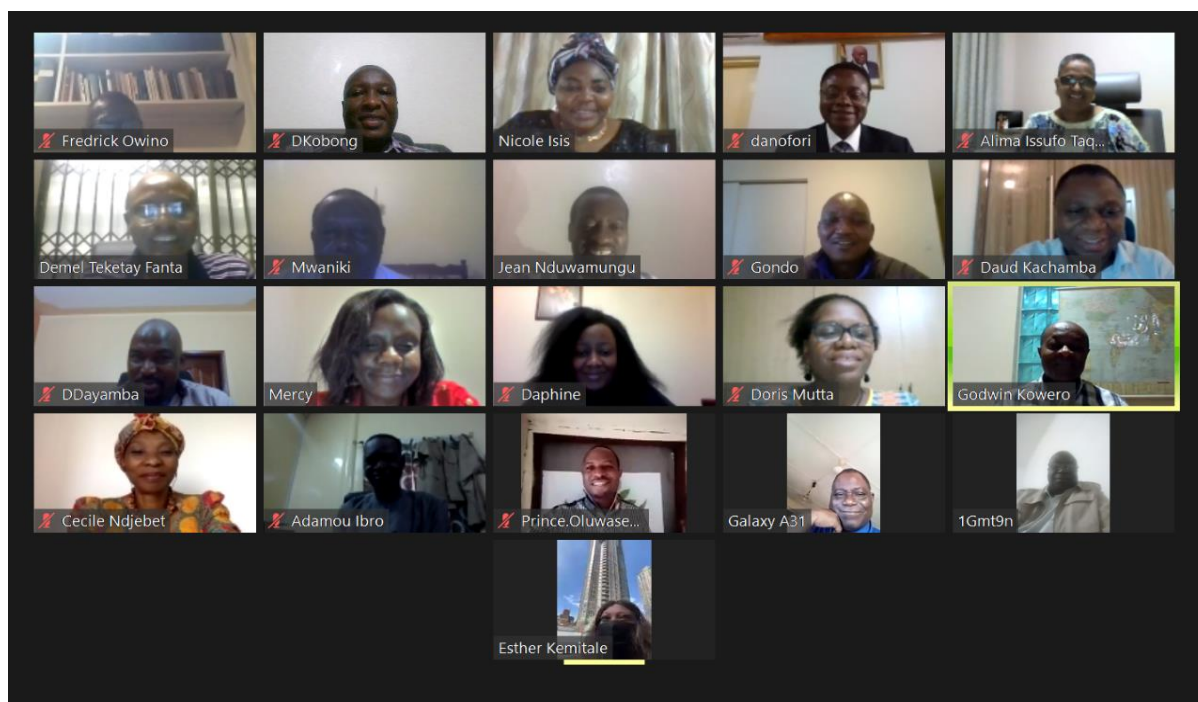 Fredrick Owino
DKobong
Nicole Isis
danofori
Alima Issufo Taq...
Demel Teketay Fanta
Mwaniki
Jean Nduwamungu
Gondo
Daud Kachamba
DDayamba
Mercy
Daphine
Doris Mutta
Godwin Kowero
Cecile Ndjebet
Adamou Ibro
Prince.Oluwase...
Galaxy A31
1Gmt9n
Esther Kemitale